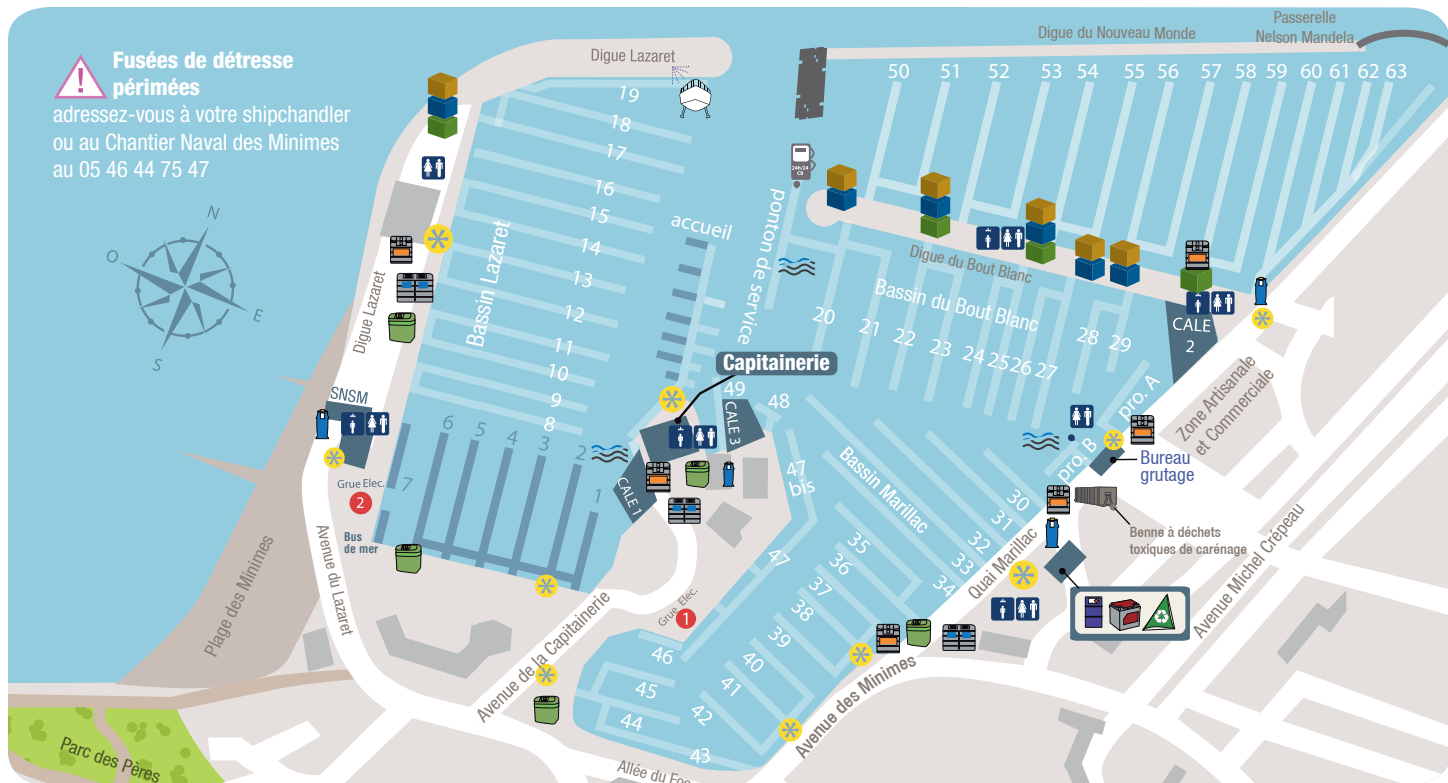 Fusées de détresse
périmées
adressez-vous à votre shipchandler
ou au Chantier Naval des Minimes
au 05 46 44 75 47
N
O
E
S
Digue Lazaret
Digue du Nouveau Monde
Passerelle
Nelson Mandela
50 51 52 53 54 55 56 57 58 59 60 61 62 63
19
18
17
16
15
14
13
12
11
10
9
8
Bassin Lazaret
Digue Lazaret
accueil
ponton de service
24h/24
CB
Digue du Bout Blanc
Bassin du Bout Blanc
20 21 22 23 24 25 26 27 28 29
CALE
2
Capitainerie
49
48
CALE 3
47
bis
CALE 1
SNSM
7 6 5 4 3 2 1
Grue Elec.
2
Bus
de mer
Plage des Minimes
Avenue du Lazaret
Avenue de la Capitainerie
Grue Elec.
1
Bassin Marillac
pro. A
pro. B
Bureau
grutage
Zone Artisanale
et Commerciale
30
31
32
33
34
35
36
37
38
39
40
41
42
43
44
45
46
47
Quai Marillac
Benne à déchets
toxiques de carénage
Avenue Michel Crépeau
Avenue des Minimes
Parc des Pères
Allée du